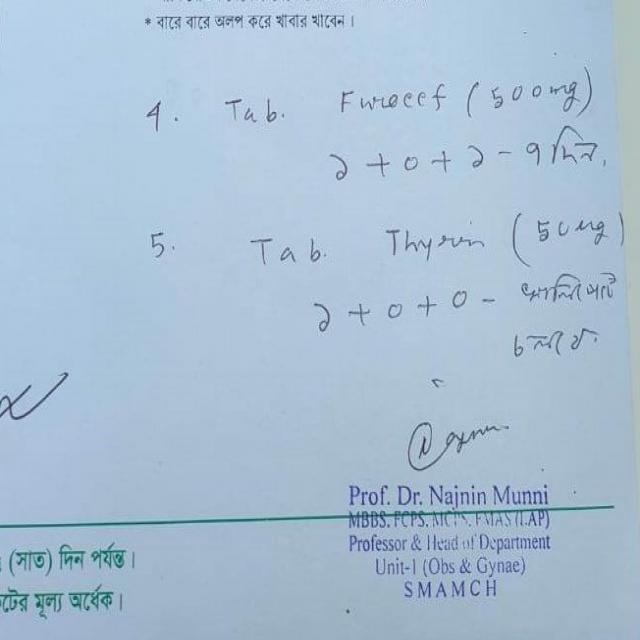 * বারে বারে অলপ করে খাবার খাবেন।
4. Tab. Furocef (500mg)
১+০+১ - ৭ দিন,
5. Tab. Thyrin (50mg)
১+০+০ - খালি পেটে
চলবে.
Prof. Dr. Najnin Munni
MBBS, FCPS, MCPS, FMAS (LAP)
Professor & Head of Department
Unit-1 (Obs & Gynae)
SMAMCH
(সাত) দিন পর্যন্ত।
মূল্য অর্ধেক।